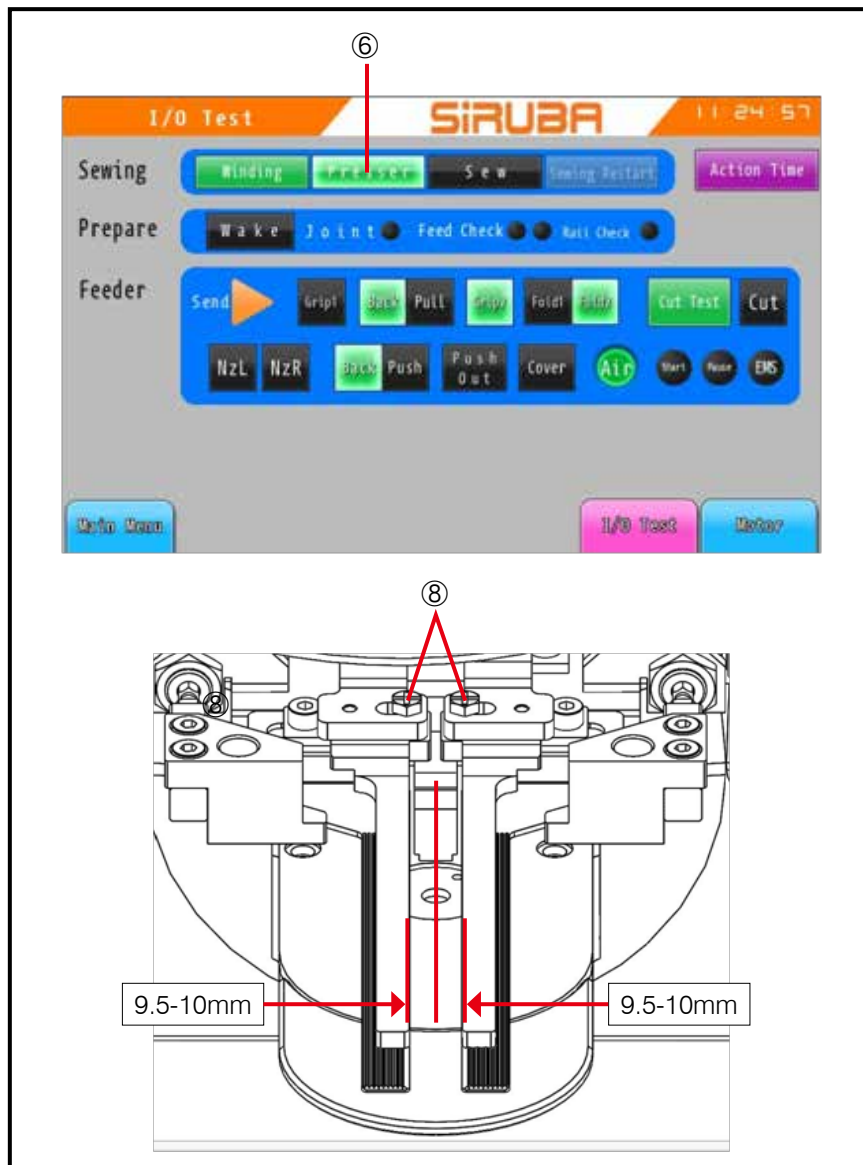 ⑥
I/O Test SiRUBA 11 24 57
Sewing Winding Presser Sew Sewing Restart Action Time
Prepare Wake Joint Feed Check Rail Check
Feeder Send Grip1 Back Pull Grip2 Fold1 Fold2 Cut Test Cut
NzL NzR Back Push Push Out Cover Air Start Pause EMS
Main Menu I/O Test Motor
⑧
⑧
9.5-10mm 9.5-10mm